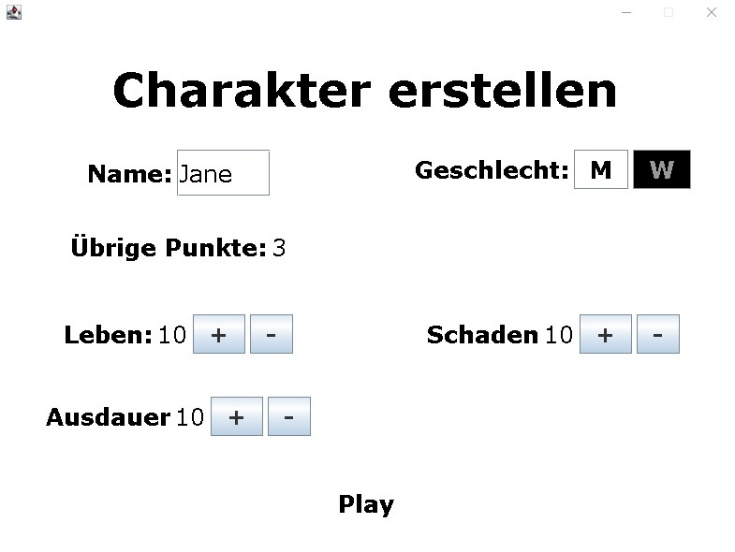 Charakter erstellen
Name: Jane
Geschlecht: M W
Übrige Punkte: 3
Leben: 10 + -
Schaden 10 + -
Ausdauer 10 + -
Play